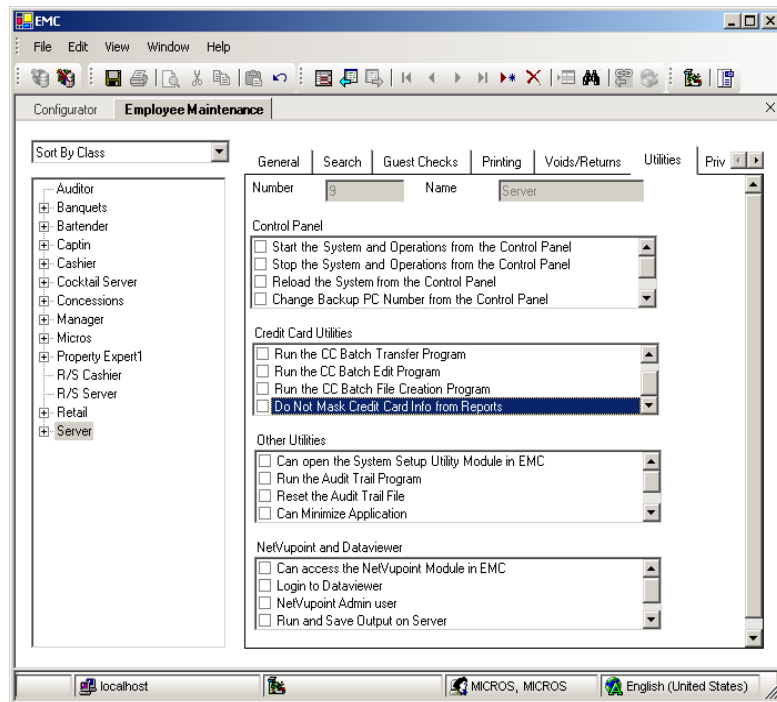 EMC
File Edit View Window Help
Configurator Employee Maintenance
Sort By Class
Auditor
Banquets
Bartender
Captin
Cashier
Cocktail Server
Concessions
Manager
Micros
Property Expert1
R/S Cashier
R/S Server
Retail
Server
General Search Guest Checks Printing Voids/Returns Utilities Priv
Number 9 Name Server
Control Panel
Start the System and Operations from the Control Panel
Stop the System and Operations from the Control Panel
Reload the System from the Control Panel
Change Backup PC Number from the Control Panel
Credit Card Utilities
Run the CC Batch Transfer Program
Run the CC Batch Edit Program
Run the CC Batch File Creation Program
Do Not Mask Credit Card Info from Reports
Other Utilities
Can open the System Setup Utility Module in EMC
Run the Audit Trail Program
Reset the Audit Trail File
Can Minimize Application
NetVupoint and Dataviewer
Can access the NetVupoint Module in EMC
Login to Dataviewer
NetVupoint Admin user
Run and Save Output on Server
localhost MICROS, MICROS English (United States)